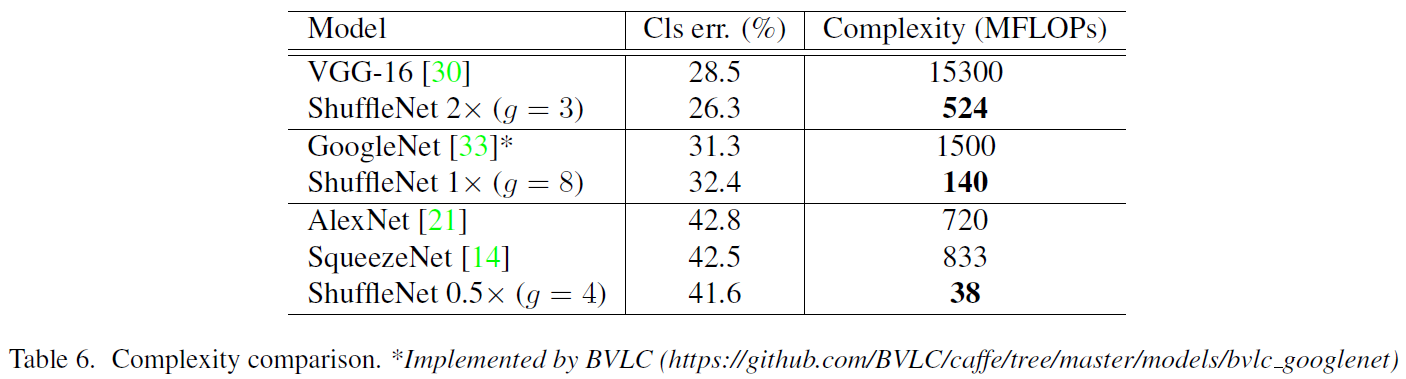 Model Cls err. (%) Complexity (MFLOPs)
VGG-16 [30] 28.5 15300
ShuffleNet 2× (g = 3) 26.3 524
GoogleNet [33]* 31.3 1500
ShuffleNet 1× (g = 8) 32.4 140
AlexNet [21] 42.8 720
SqueezeNet [14] 42.5 833
ShuffleNet 0.5× (g = 4) 41.6 38
Table 6. Complexity comparison. *Implemented by BVLC (https://github.com/BVLC/caffe/tree/master/models/bvlc_googlenet)